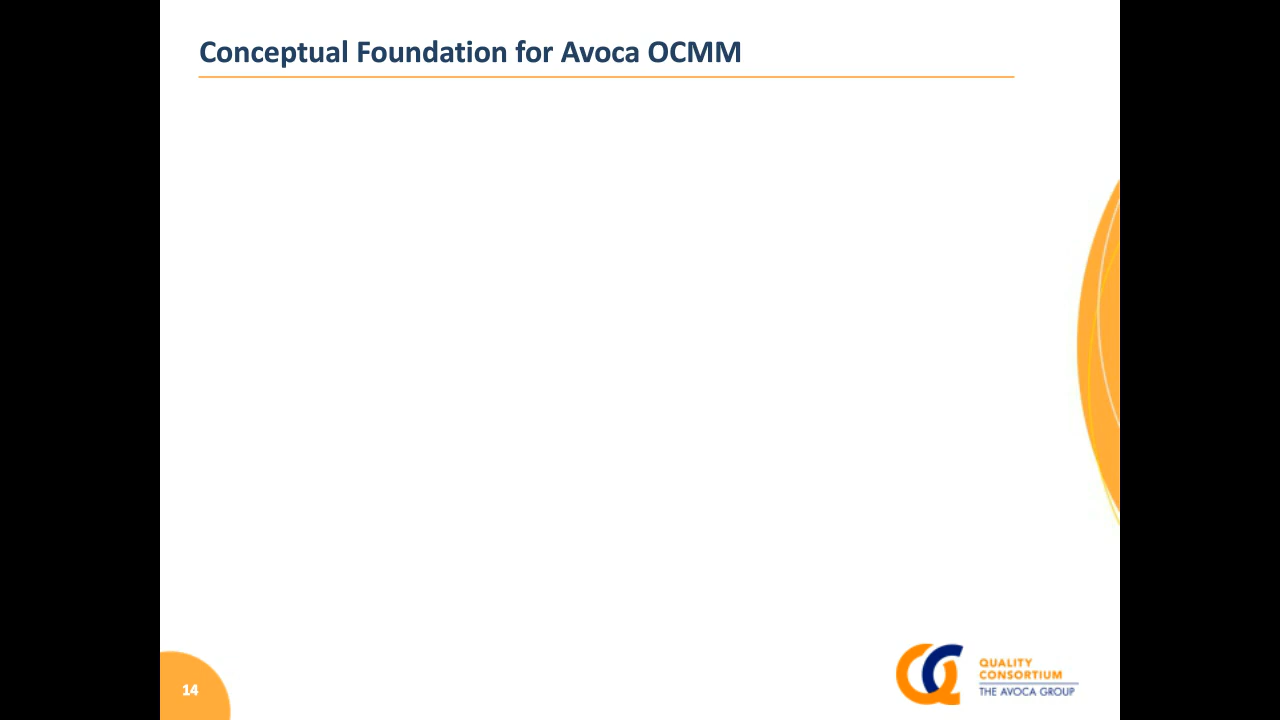 Conceptual Foundation for Avoca OCMM
14
QUALITY
CONSORTIUM
THE AVOCA GROUP